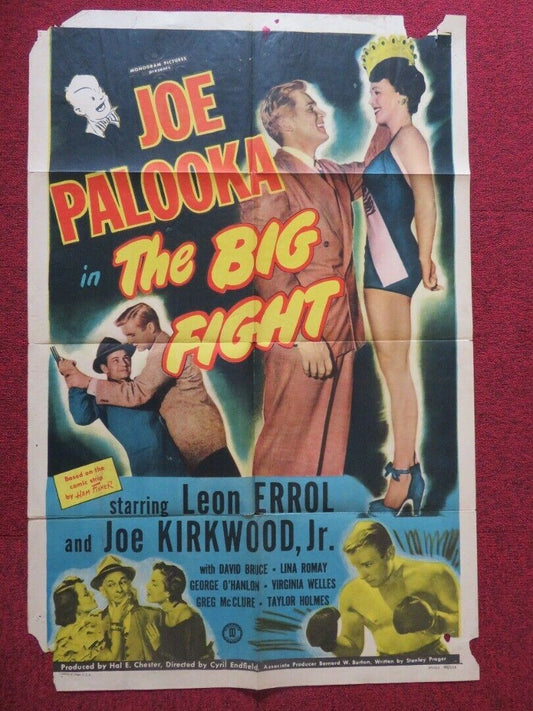 MONOGRAM PICTURES
presents
JOE
PALOOKA
in THE BIG
FIGHT
Based on the
comic strip
by HAM FISHER
starring Leon ERROL
and Joe KIRKWOOD, Jr.
with DAVID BRUCE • LINA ROMAY
GEORGE O'HANLON • VIRGINIA WELLES
GREG McCLURE • TAYLOR HOLMES
Produced by Hal E. Chester, Directed by Cyril Endfield, Associate Producer Bernard W. Burton, Written by Stanley Prager